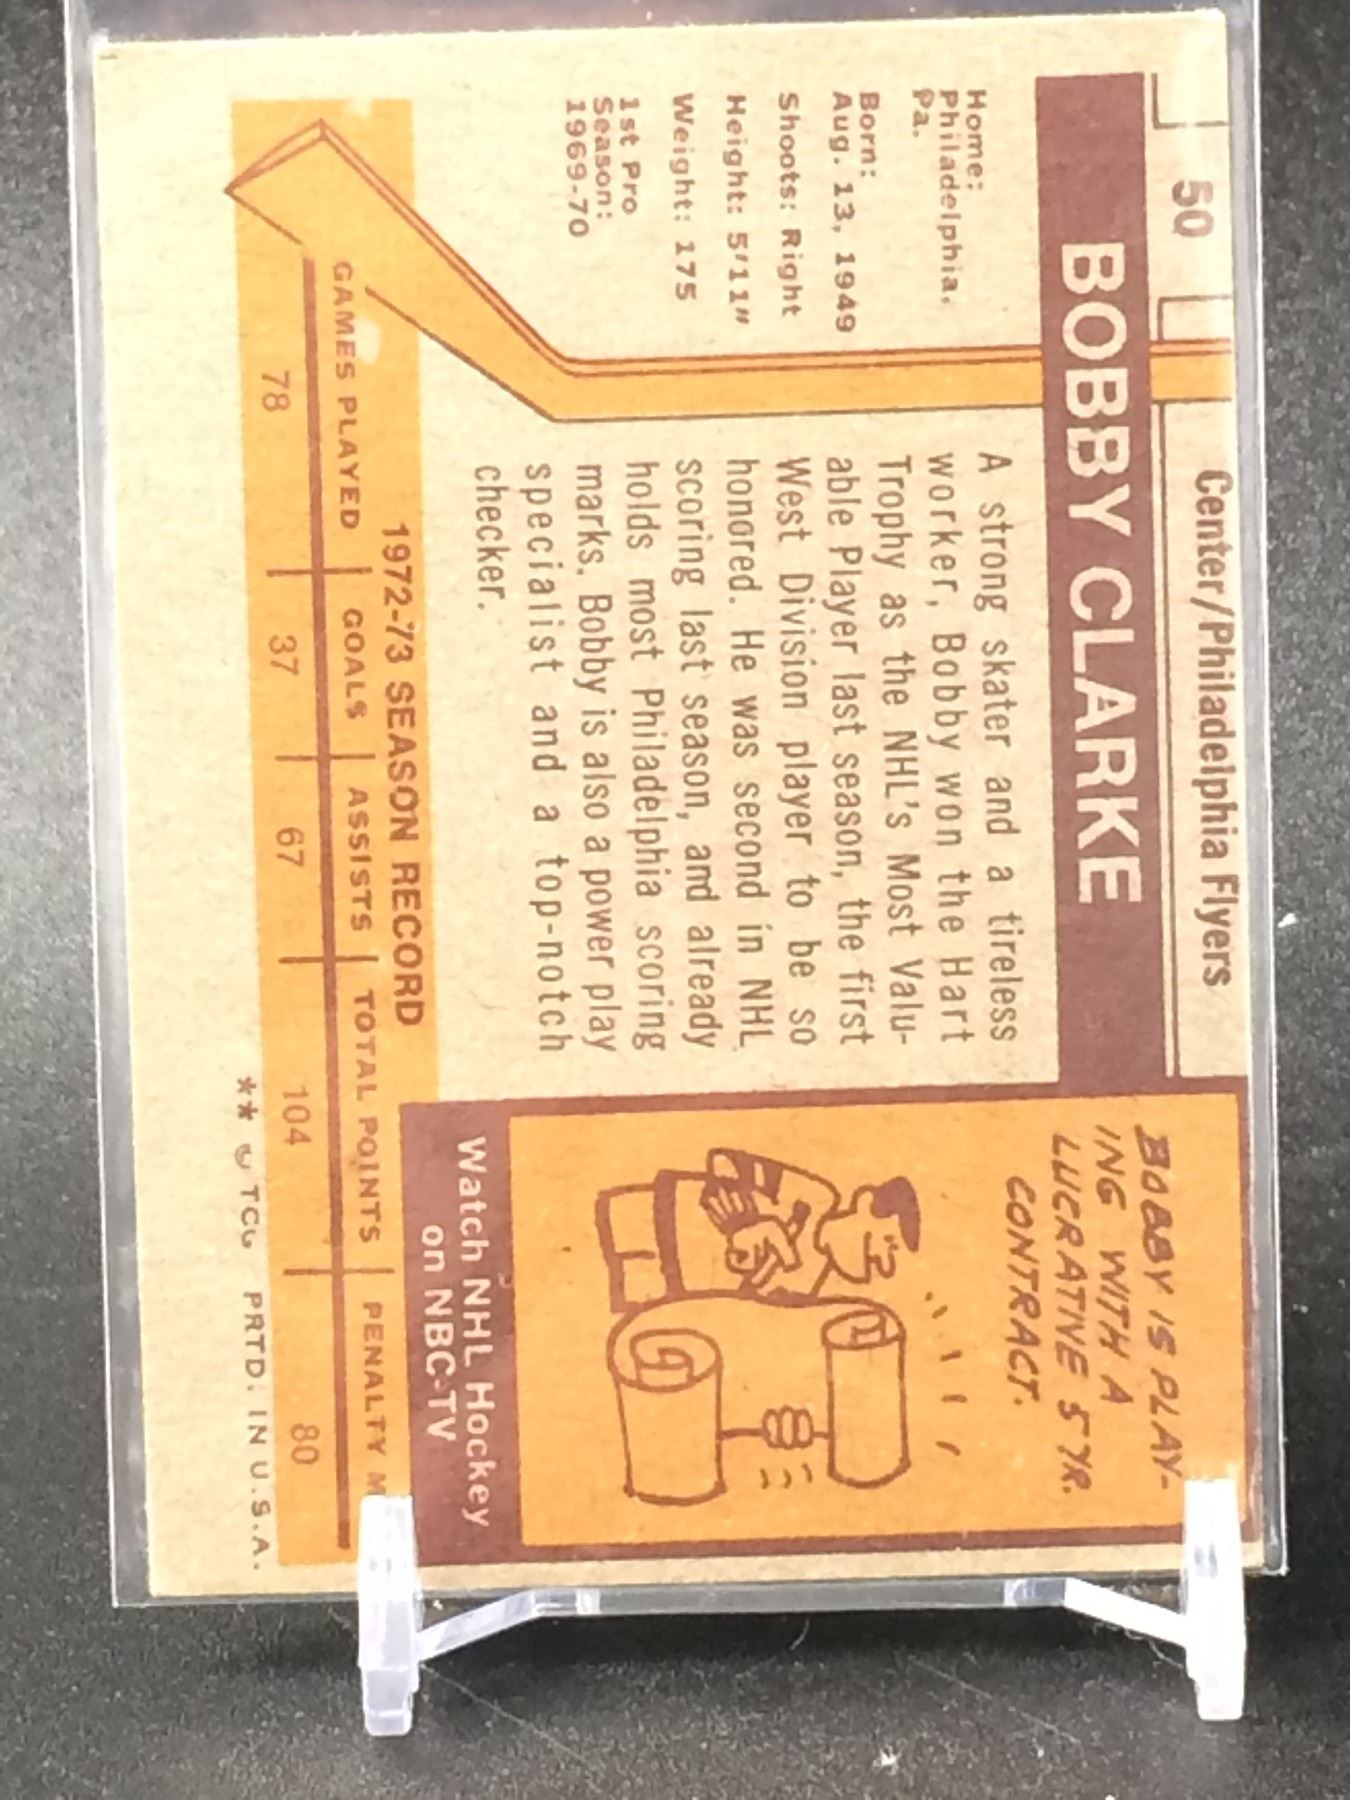 50
Center/Philadelphia Flyers
BOBBY CLARKE
Home:
Philadelphia,
Pa.
Born:
Aug. 13, 1949
Shoots: Right
Height: 5'11"
Weight: 175
1st Pro
Season:
1969-70
A strong skater and a tireless
worker, Bobby won the Hart
Trophy as the NHL's Most Valu-
able Player last season, the first
West Division player to be so
honored. He was second in NHL
scoring last season, and already
holds most Philadelphia scoring
marks. Bobby is also a power play
specialist and a top-notch
checker.
BOBBY IS PLAY-
ING WITH A
LUCRATIVE 5 YR.
CONTRACT.
Watch NHL Hockey
on NBC-TV
1972-73 SEASON RECORD
GAMES PLAYED GOALS ASSISTS TOTAL POINTS PENALTY M
78 37 67 104 80
** © T.C.G. PRTD. IN U.S.A.